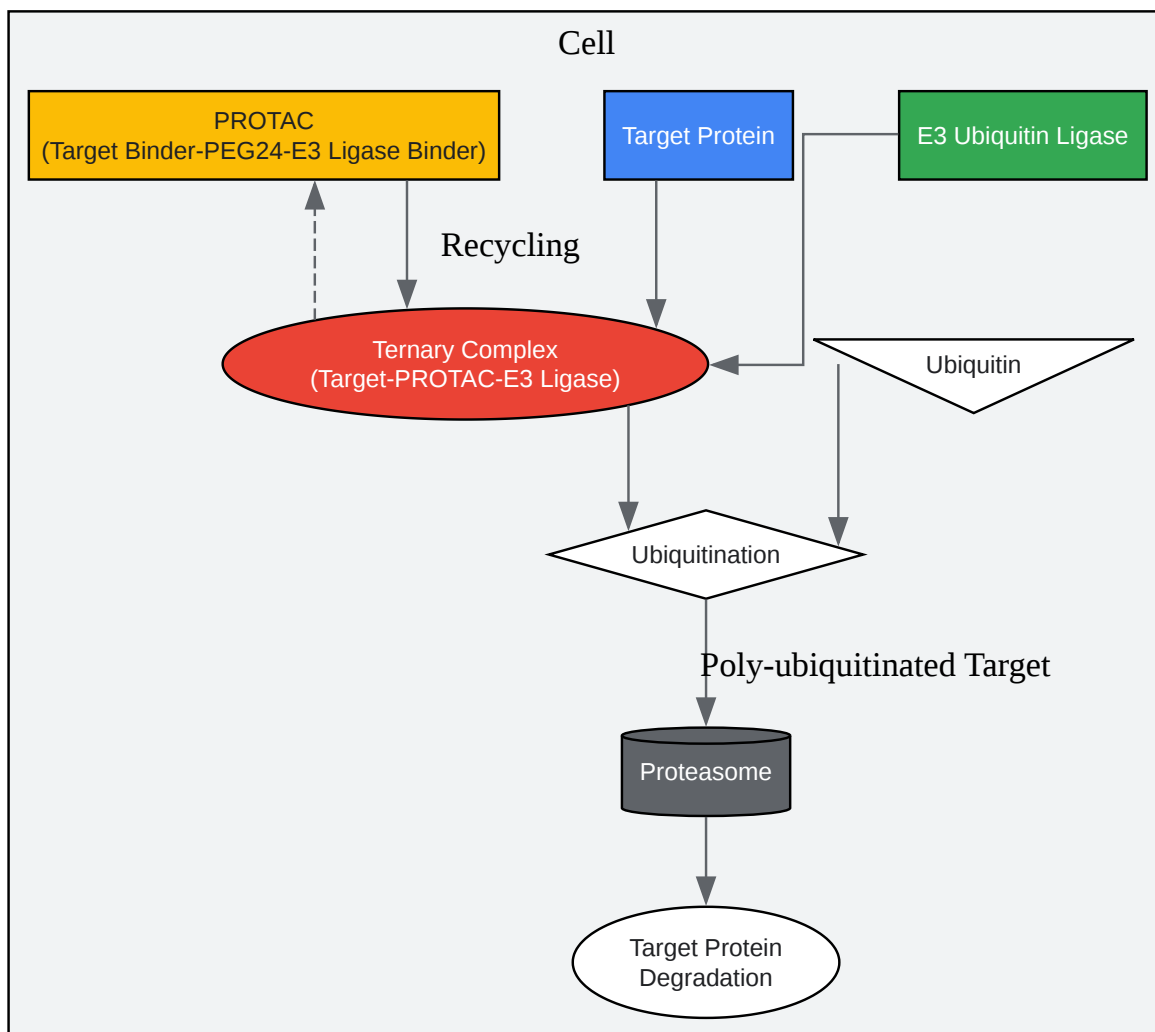 Cell
PROTAC
(Target Binder-PEG24-E3 Ligase Binder)
Target Protein
E3 Ubiquitin Ligase
Recycling
Ternary Complex
(Target-PROTAC-E3 Ligase)
Ubiquitin
Ubiquitination
Poly-ubiquitinated Target
Proteasome
Target Protein
Degradation